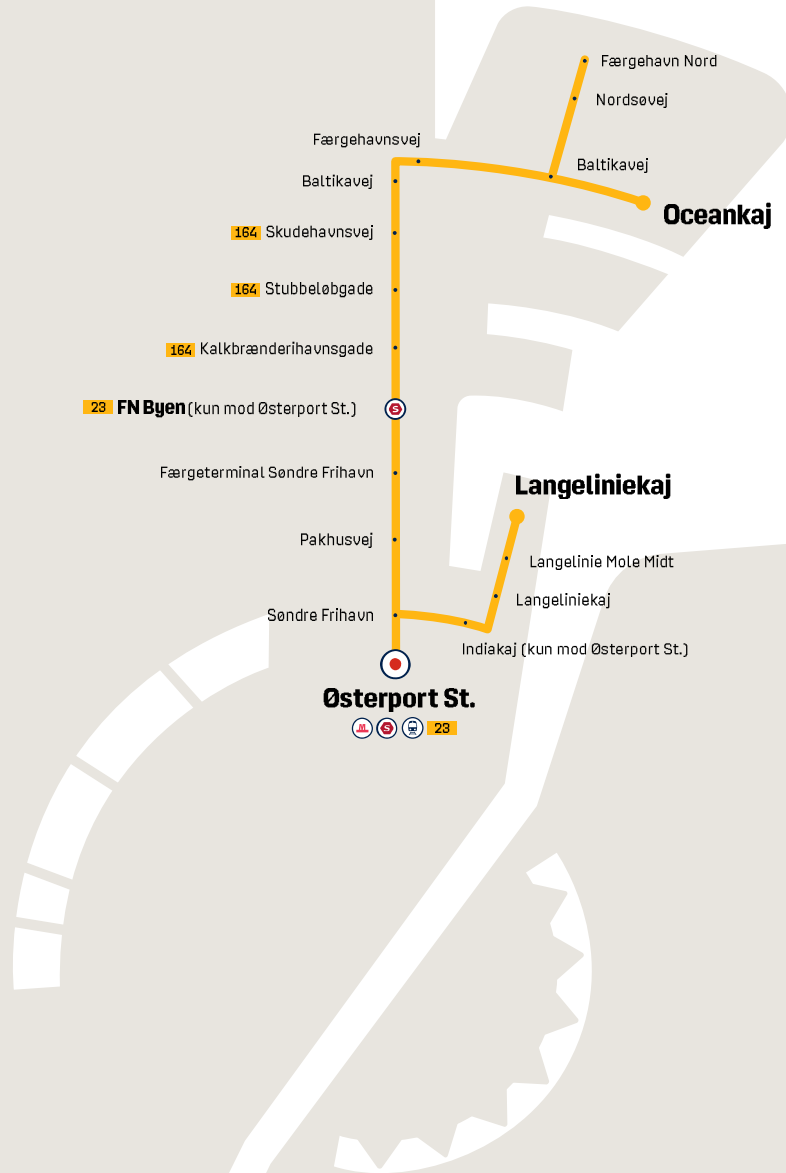 Færgehavn Nord
Nordsøvej
Færgehavnsvej
Baltikavej
Baltikavej
Oceankaj
164 Skudehavnsvej
164 Stubbeløbgade
164 Kalkbrænderihavnsgade
23 FN Byen (kun mod Østerport St.) S
Færgeterminal Søndre Frihavn
Langeliniekaj
Pakhusvej
Langelinie Mole Midt
Langeliniekaj
Søndre Frihavn
Indiakaj (kun mod Østerport St.)
Østerport St.
M S 23